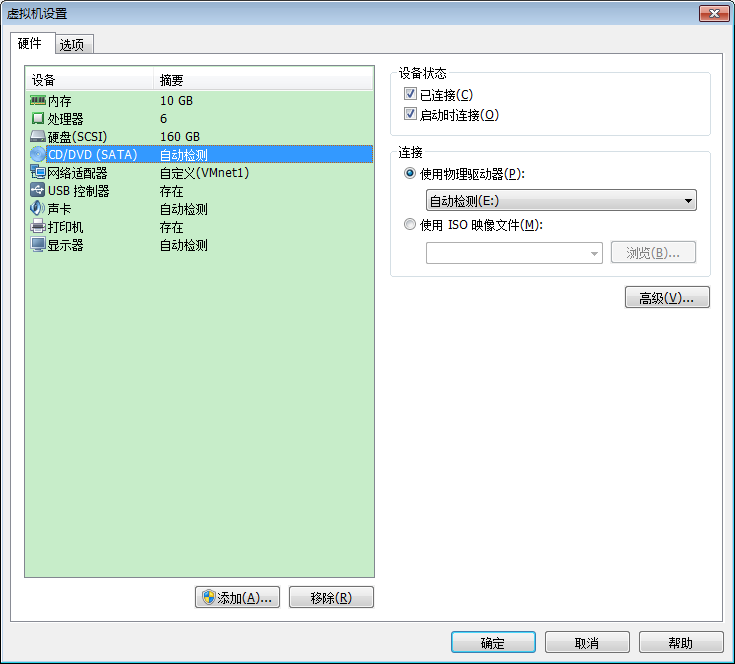 虚拟机设置
硬件 选项
设备 摘要
内存 10 GB
处理器 6
硬盘(SCSI) 160 GB
CD/DVD (SATA) 自动检测
网络适配器 自定义(VMnet1)
USB 控制器 存在
声卡 自动检测
打印机 存在
显示器 自动检测
添加(A)... 移除(R)
设备状态
已连接(C)
启动时连接(O)
连接
使用物理驱动器(P):
自动检测(E:)
使用 ISO 映像文件(M):
浏览(B)...
高级(V)...
确定 取消 帮助